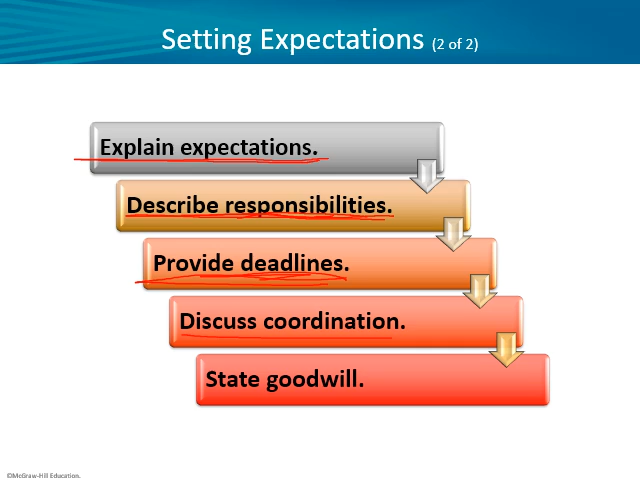 Setting Expectations (2 of 2)
Explain expectations.
Describe responsibilities.
Provide deadlines.
Discuss coordination.
State goodwill.
©McGraw-Hill Education.